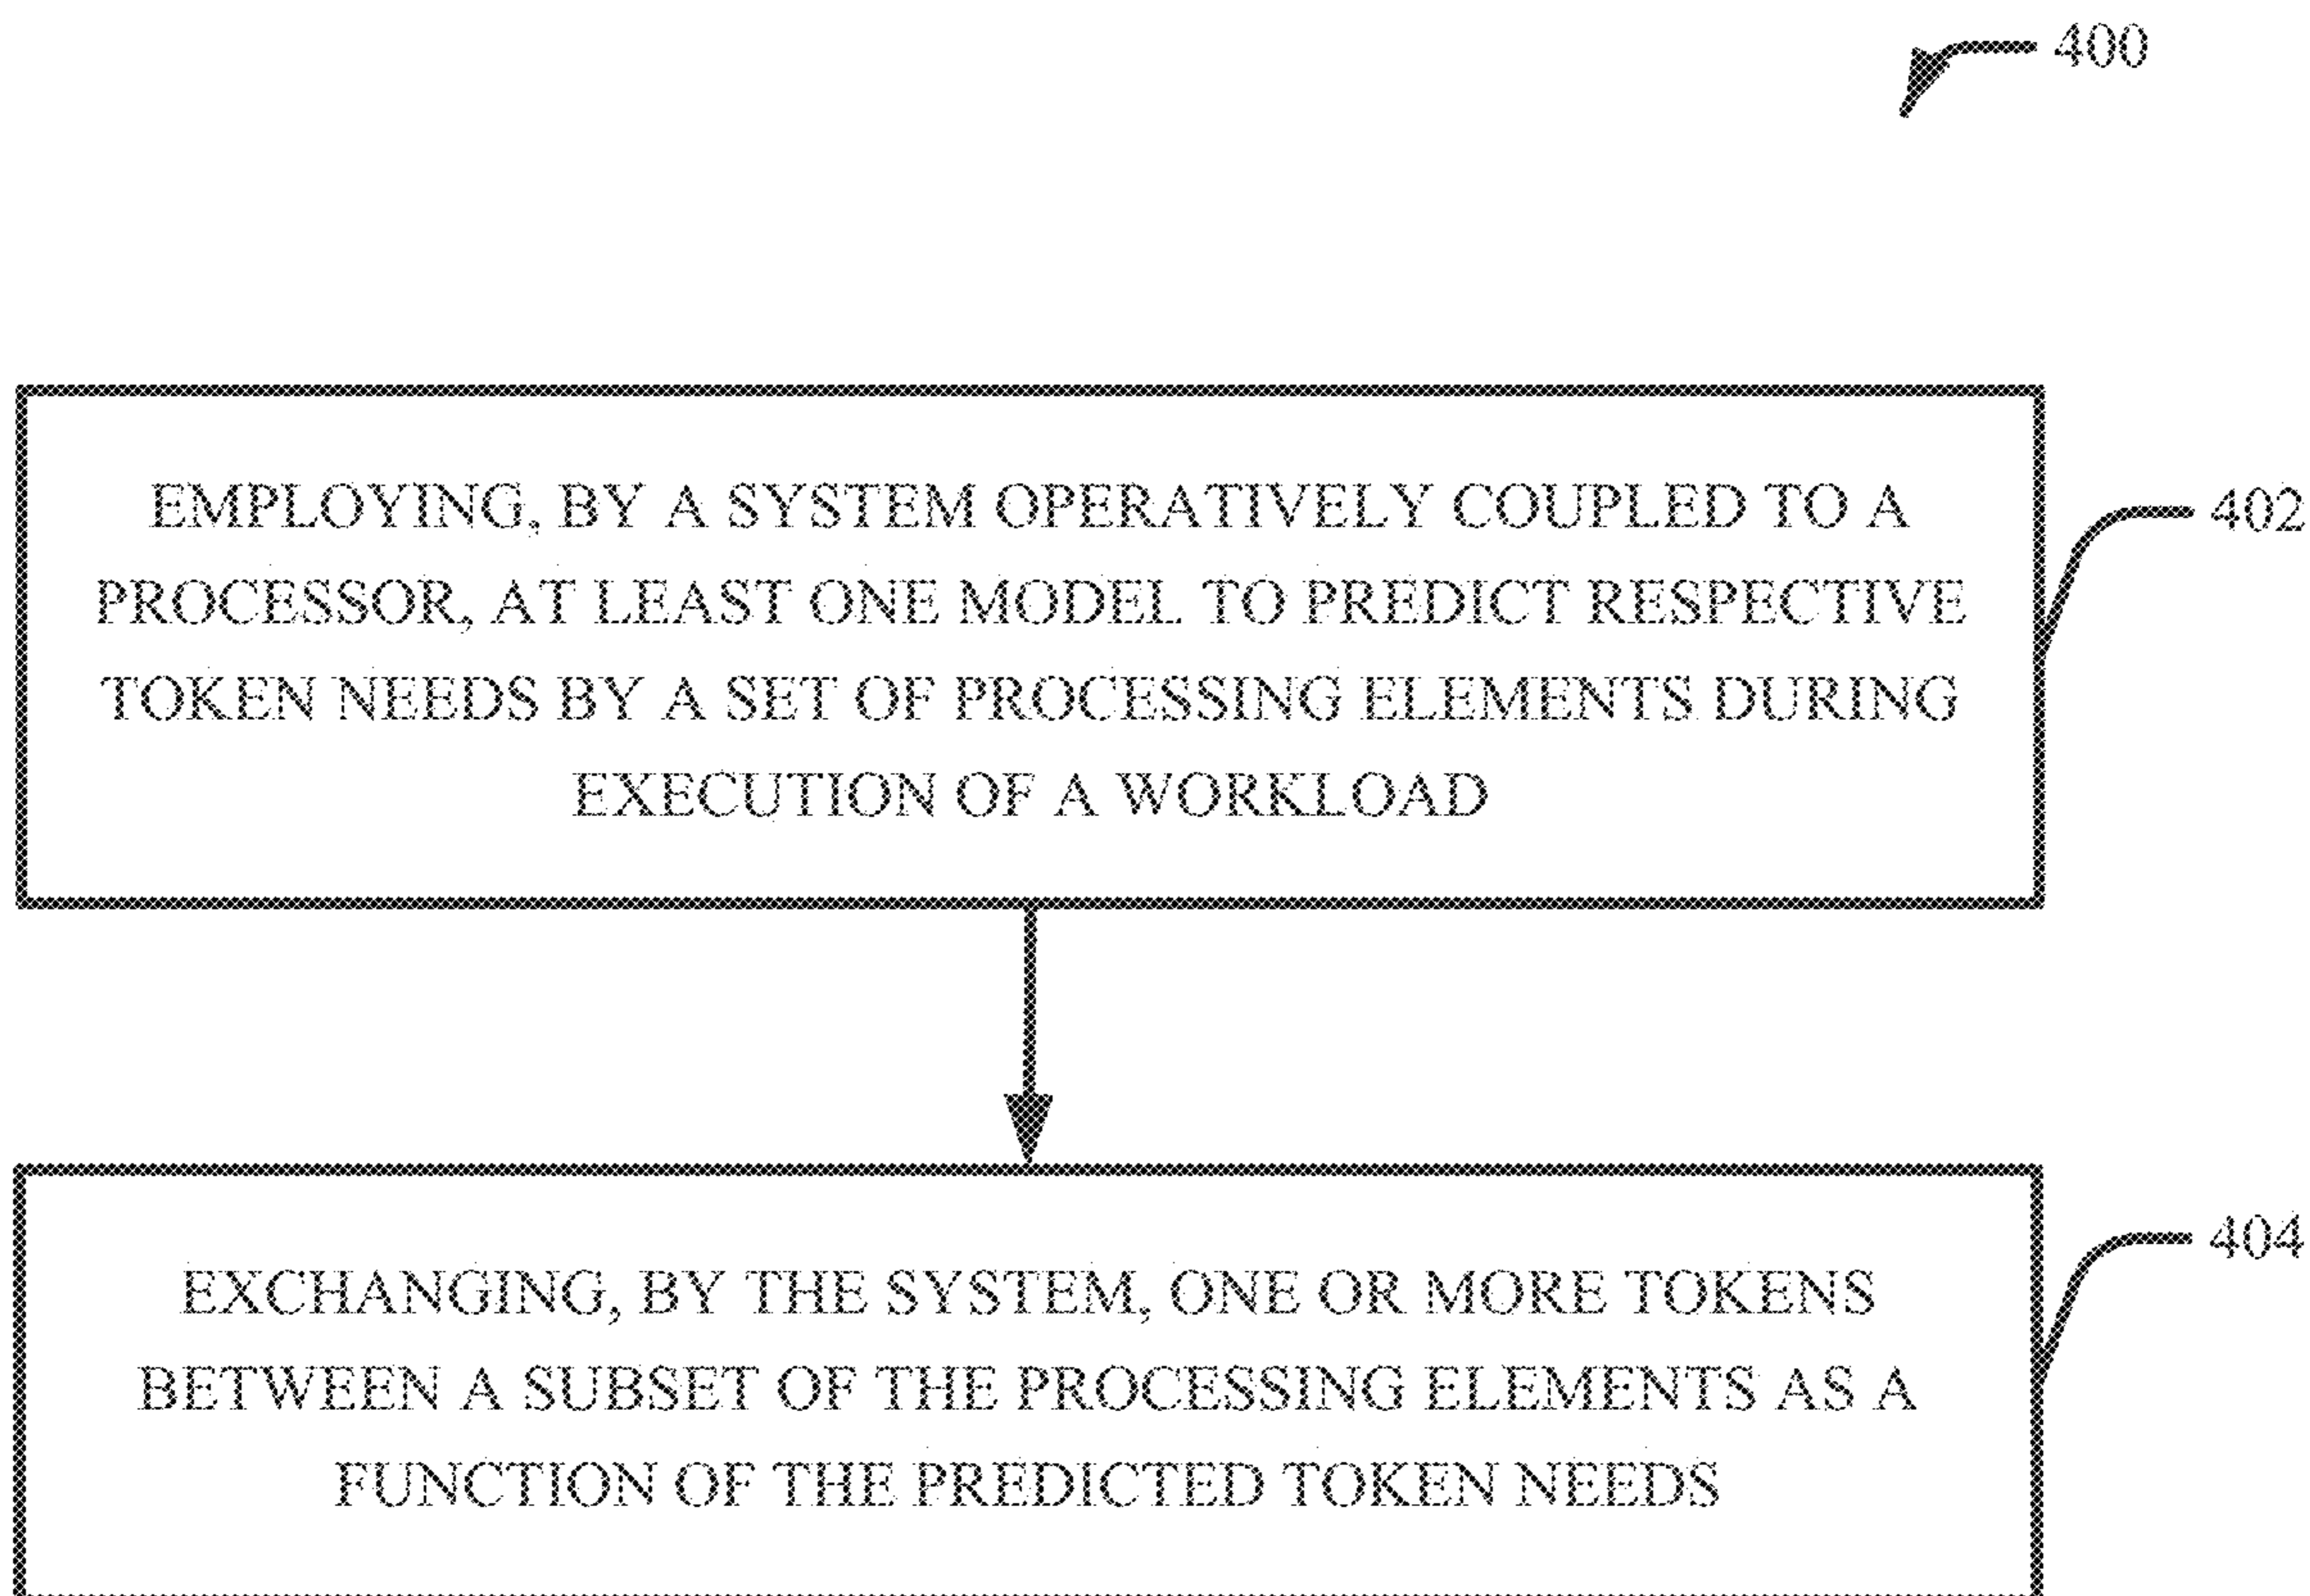 400
EMPLOYING, BY A SYSTEM OPERATIVELY COUPLED TO A
PROCESSOR, AT LEAST ONE MODEL TO PREDICT RESPECTIVE
TOKEN NEEDS BY A SET OF PROCESSING ELEMENTS DURING
EXECUTION OF A WORKLOAD
402
EXCHANGING, BY THE SYSTEM, ONE OR MORE TOKENS
BETWEEN A SUBSET OF THE PROCESSING ELEMENTS AS A
FUNCTION OF THE PREDICTED TOKEN NEEDS
404